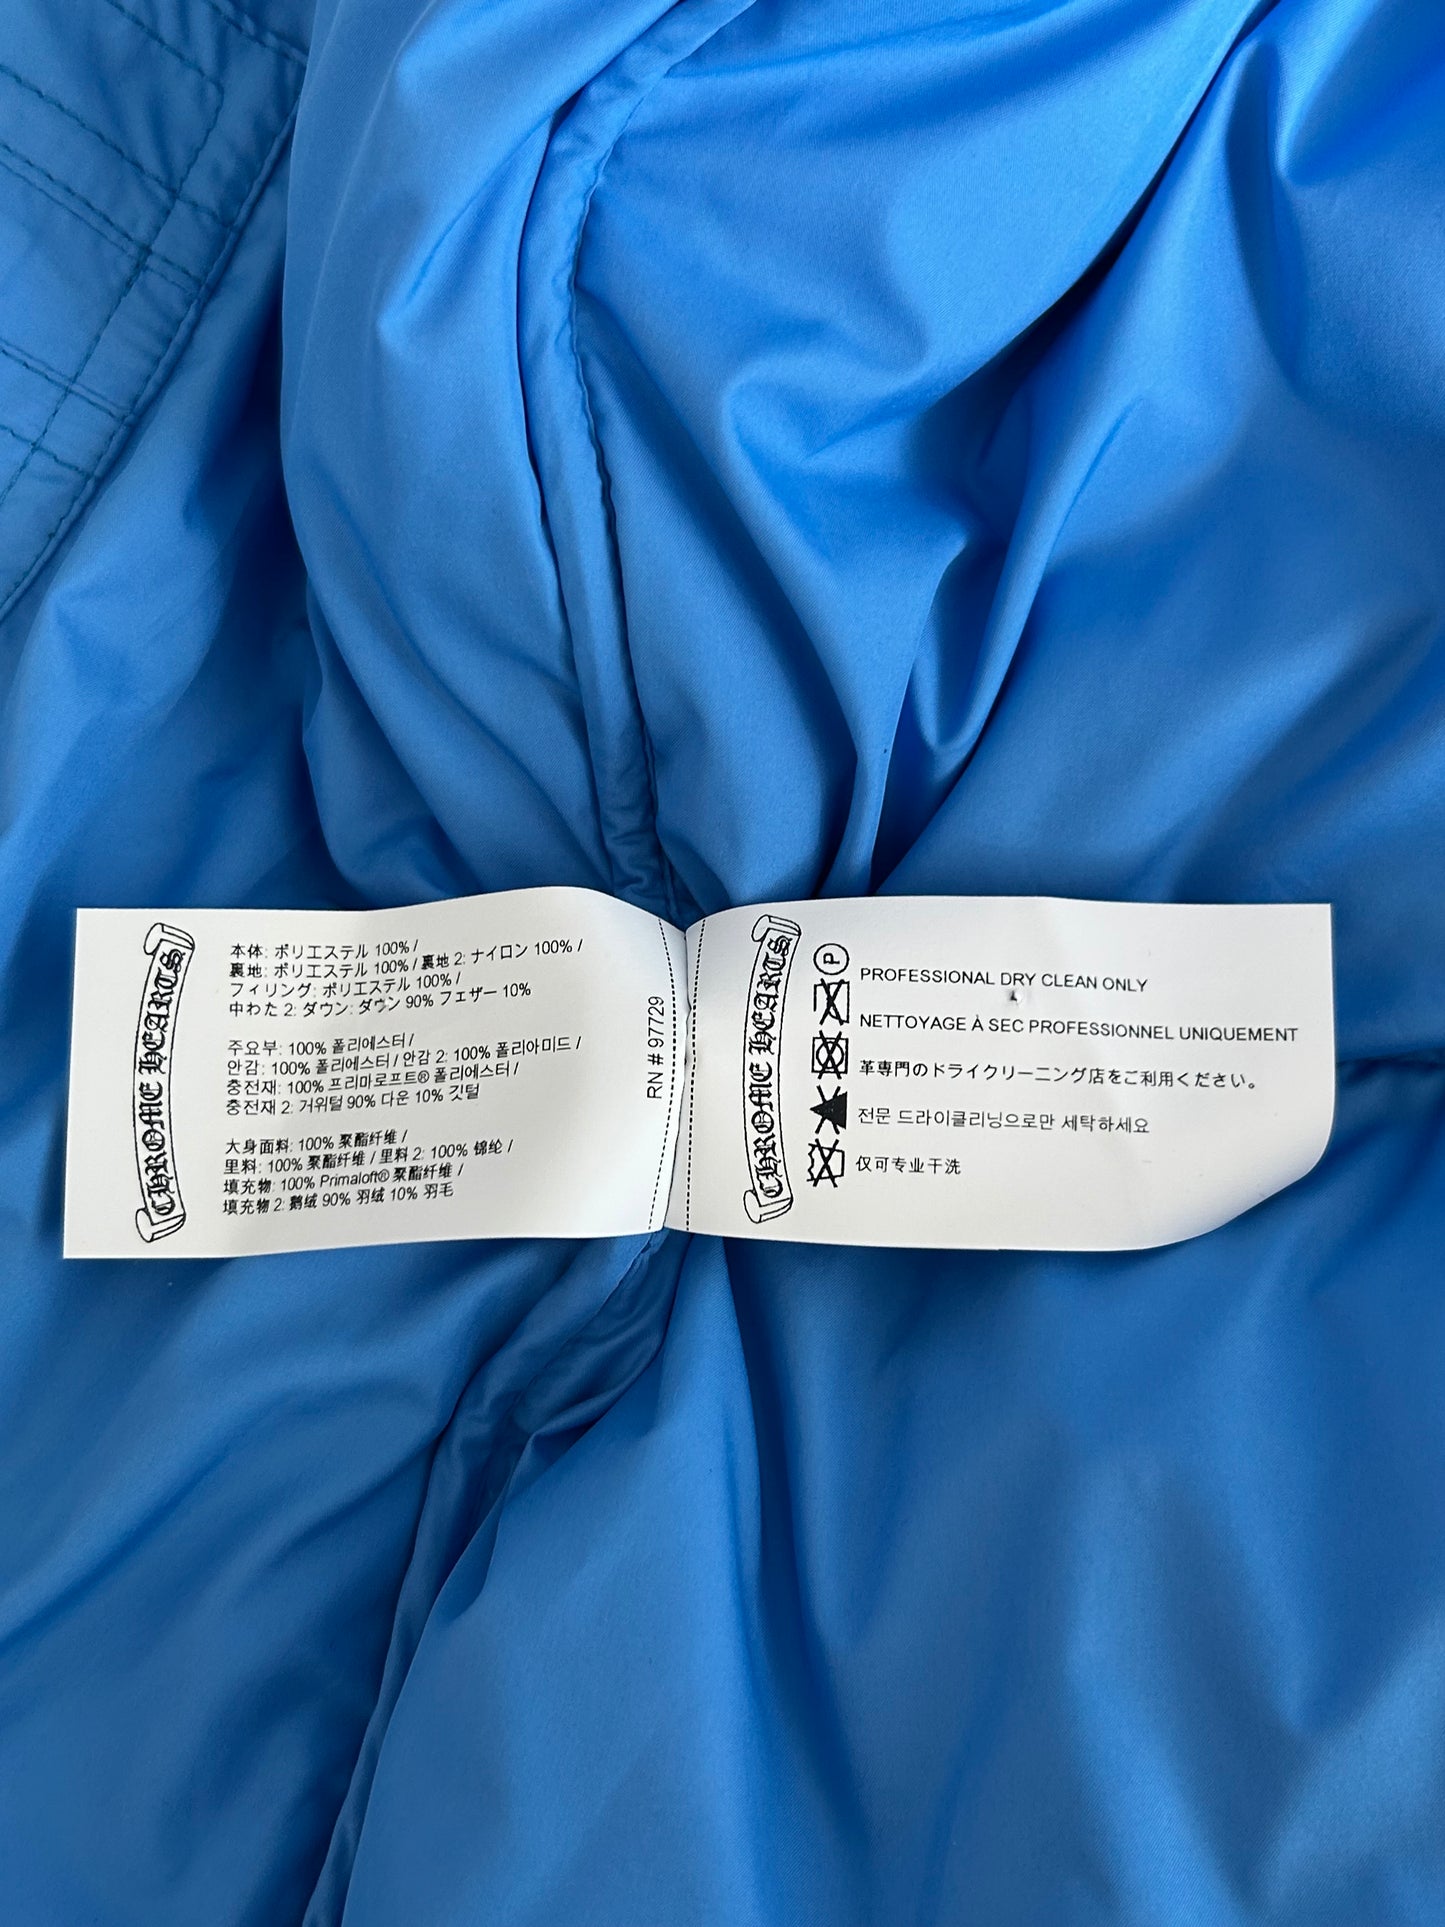 CHROME HEARTS
本体: ポリエステル 100% /
裏地: ポリエステル 100% / 裏地 2: ナイロン 100% /
フィリング: ポリエステル 100% /
中わた 2: ダウン: ダウン 90% フェザー 10%
주요부: 100% 폴리에스터 /
안감: 100% 폴리에스터 / 안감 2: 100% 폴리아미드 /
충전재: 100% 프리마로프트® 폴리에스터 /
충전재 2: 거위털 90% 다운 10% 깃털
大身面料: 100% 聚酯纤维 /
里料: 100% 聚酯纤维 / 里料 2: 100% 锦纶 /
填充物: 100% Primaloft® 聚酯纤维 /
填充物 2: 鹅绒 90% 羽绒 10% 羽毛
RN # 97729
CHROME HEARTS
P
PROFESSIONAL DRY CLEAN ONLY
NETTOYAGE À SEC PROFESSIONNEL UNIQUEMENT
革専門のドライクリーニング店をご利用ください。
전문 드라이클리닝으로만 세탁하세요
仅可专业干洗